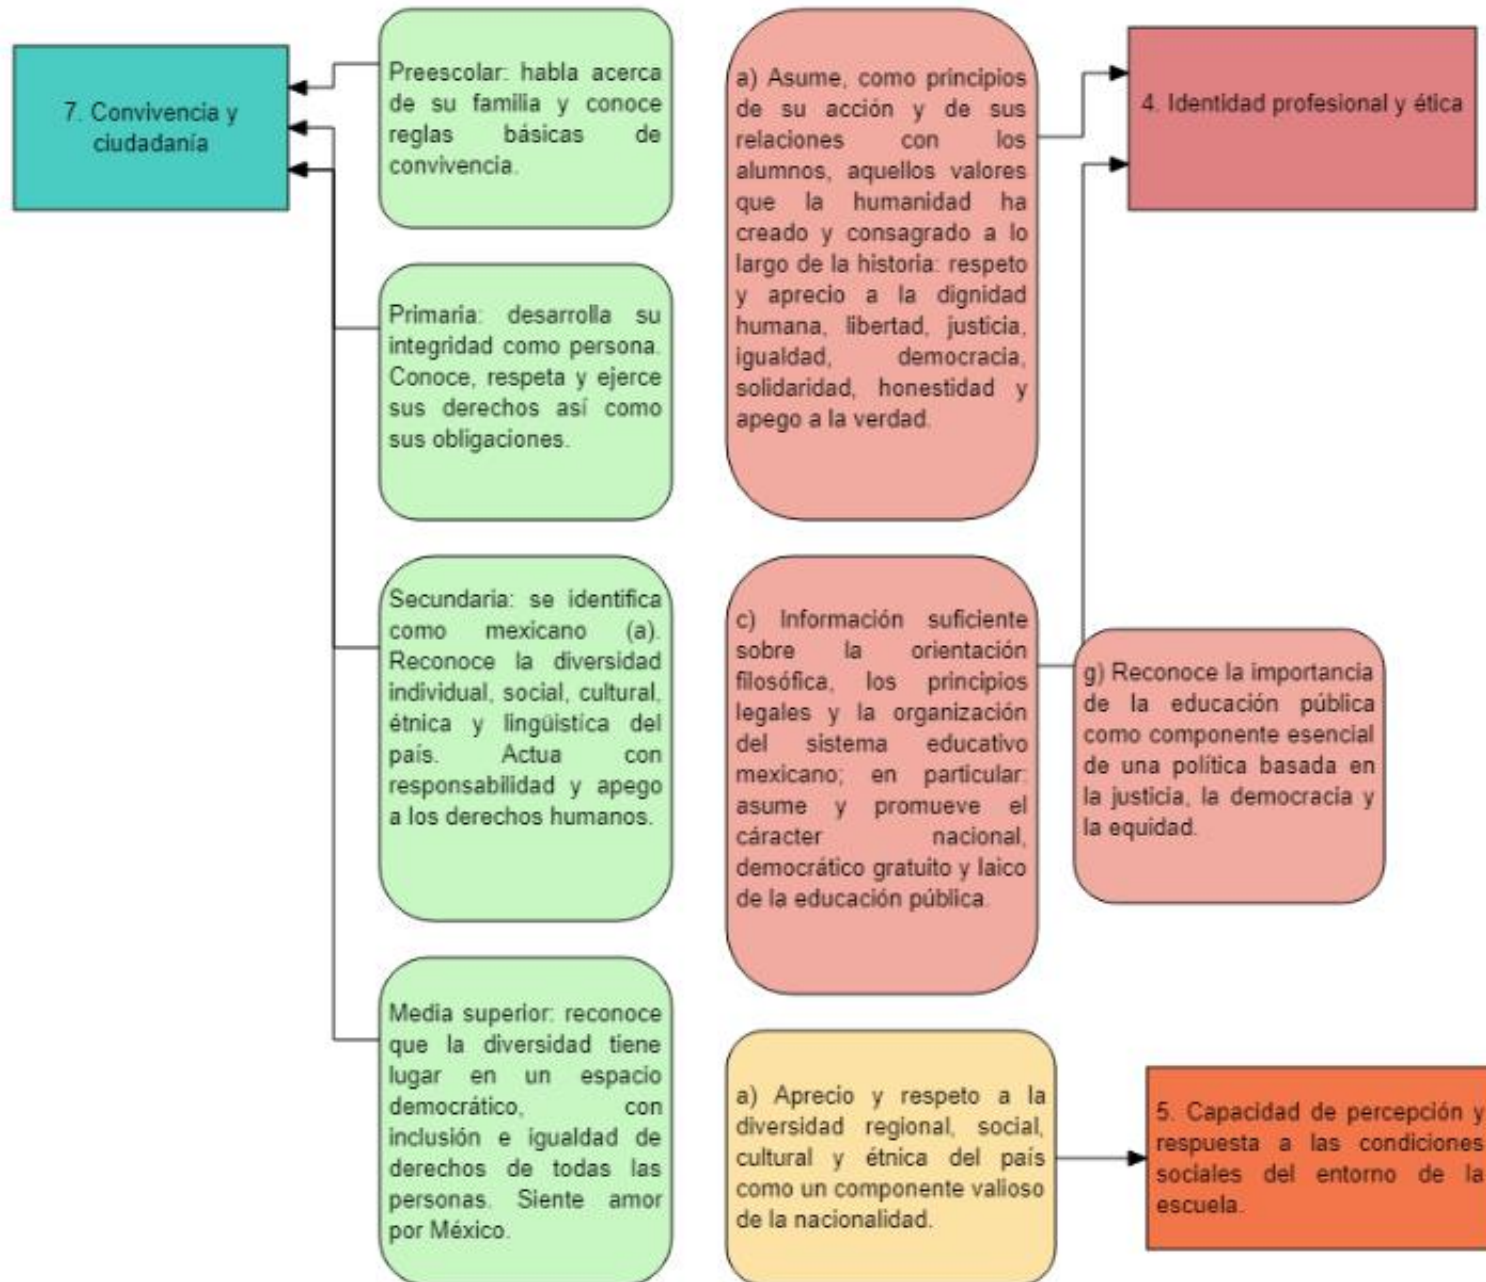 7. Convivencia y
ciudadanía
Preescolar: habla acerca
de su familia y conoce
reglas básicas de
convivencia.
Primaria: desarrolla su
integridad como persona.
Conoce, respeta y ejerce
sus derechos así como
sus obligaciones.
Secundaria: se identifica
como mexicano (a).
Reconoce la diversidad
individual, social, cultural,
étnica y lingüistica del
país. Actua con
responsabilidad y apego
a los derechos humanos.
Media superior: reconoce
que la diversidad tiene
lugar en un espacio
democrático, con
inclusión e igualdad de
derechos de todas las
personas. Siente amor
por México.
a) Asume, como principios
de su acción y de sus
relaciones con los
alumnos, aquellos valores
que la humanidad ha
creado y consagrado a lo
largo de la historia: respeto
y aprecio a la dignidad
humana, libertad, justicia,
igualdad, democracia,
solidaridad, honestidad y
apego a la verdad.
4. Identidad profesional y ética
c) Información suficiente
sobre la orientación
filosófica, los principios
legales y la organización
del sistema educativo
mexicano; en particular:
asume y promueve el
cáracter nacional,
democrático gratuito y laico
de la educación pública.
g) Reconoce la importancia
de la educación pública
como componente esencial
de una política basada en
la justicia, la democracia y
la equidad.
a) Aprecio y respeto a la
diversidad regional, social,
cultural y étnica del país
como un componente valioso
de la nacionalidad.
5. Capacidad de percepción y
respuesta a las condiciones
sociales del entorno de la
escuela.